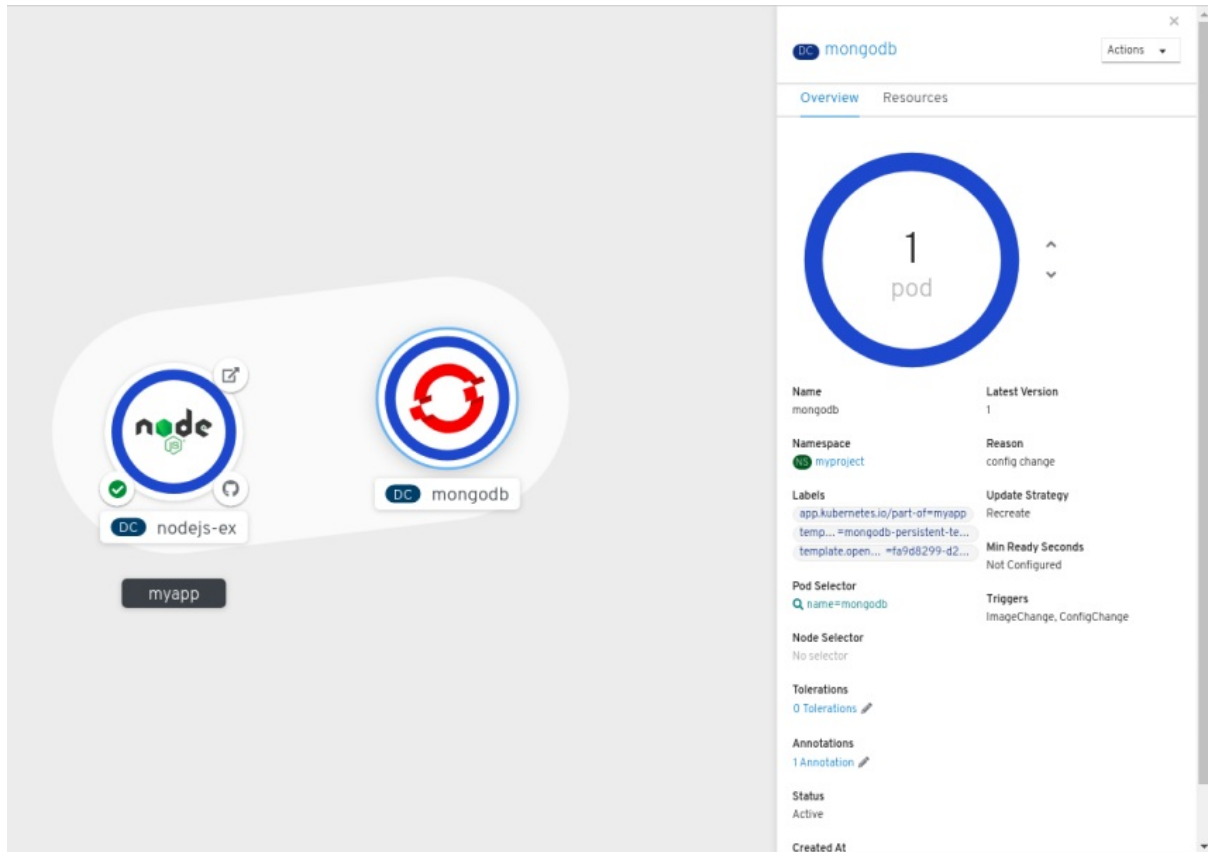 node
JS
DC nodejs-ex
DC mongodb
myapp
DC mongodb
Actions
Overview Resources
1
pod
Name
mongodb
Latest Version
1
Namespace
NS myproject
Reason
config change
Labels
app.kubernetes.io/part-of=myapp
temp... =mongodb-persistent-te...
template.open... =fa9d8299-d2...
Update Strategy
Recreate
Min Ready Seconds
Not Configured
Pod Selector
name=mongodb
Triggers
ImageChange, ConfigChange
Node Selector
No selector
Tolerations
0 Tolerations
Annotations
1 Annotation
Status
Active
Created At